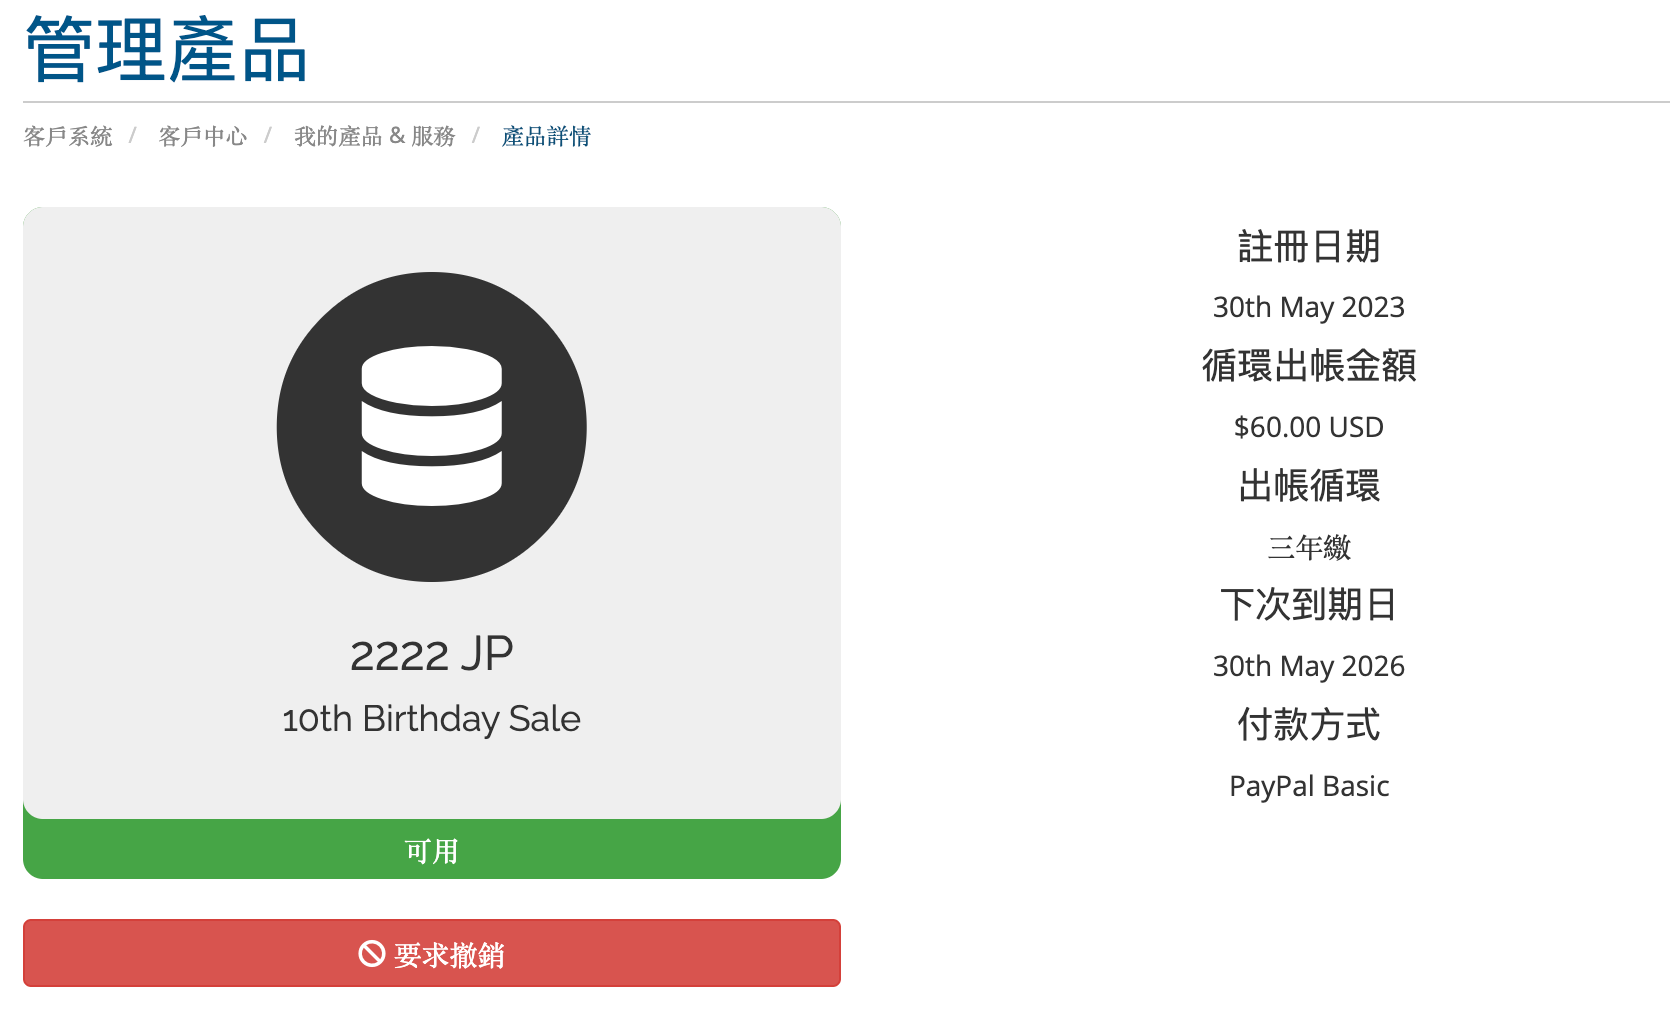 管理產品
客戶系統 / 客戶中心 / 我的產品 & 服務 / 產品詳情
2222 JP
10th Birthday Sale
可用
要求撤銷
註冊日期
30th May 2023
循環出帳金額
$60.00 USD
出帳循環
三年繳
下次到期日
30th May 2026
付款方式
PayPal Basic